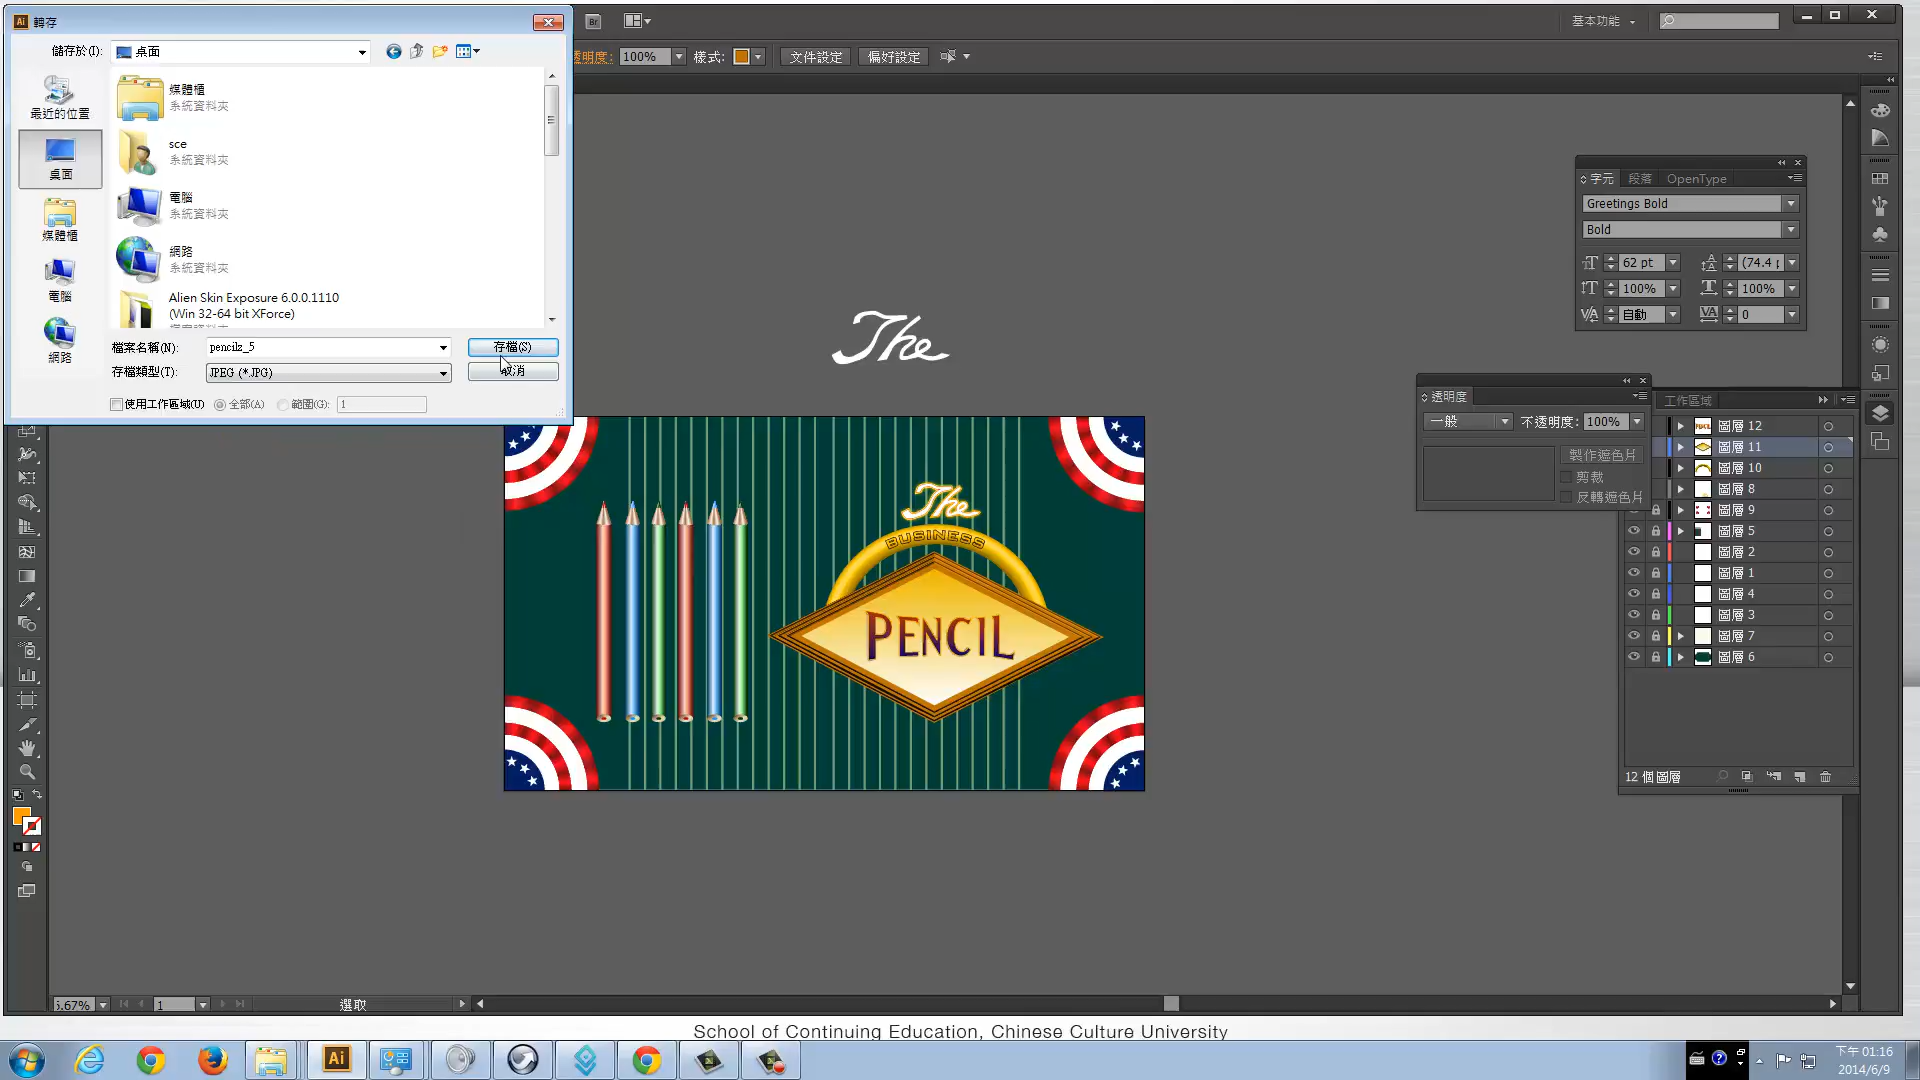 Ai 轉存
儲存於(I): 桌面
最近的位置
桌面
媒體櫃
電腦
網路
媒體櫃
系統資料夾
sce
系統資料夾
電腦
系統資料夾
網路
系統資料夾
Alien Skin Exposure 6.0.0.1110
(Win 32-64 bit XForce)
檔案名稱(N): pencilz_5 存檔(S)
存檔類型(T): JPEG (*.JPG) 取消
使用工作區域(U) 全部(A) 範圍(G): 1
Br
基本功能
透明度: 100% 樣式: 文件設定 偏好設定
字元 段落 OpenType
Greetings Bold
Bold
62 pt (74.4
100% 100%
自動 0
透明度
一般 不透明度: 100%
製作遮色片
剪裁
反轉遮色片
工作區域
圖層 12
圖層 11
圖層 10
圖層 8
圖層 9
圖層 5
圖層 2
圖層 1
圖層 4
圖層 3
圖層 7
圖層 6
12 個圖層
The
The
BUSINESS
PENCIL
1 選取
School of Continuing Education, Chinese Culture University
Ai
下午 01:16
2014/6/9